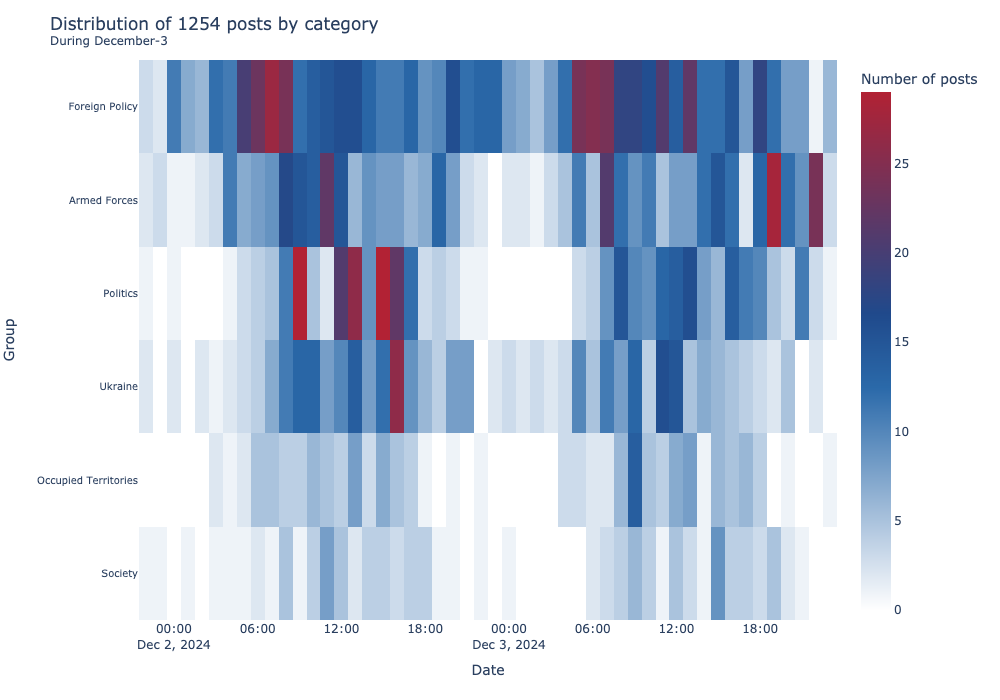 Distribution of 1254 posts by category
During December-3
Number of posts
Foreign Policy
Armed Forces
Politics
Ukraine
Occupied Territories
Society
Group
25
20
15
10
5
0
00:00 06:00 12:00 18:00 00:00 06:00 12:00 18:00
Dec 2, 2024 Dec 3, 2024
Date